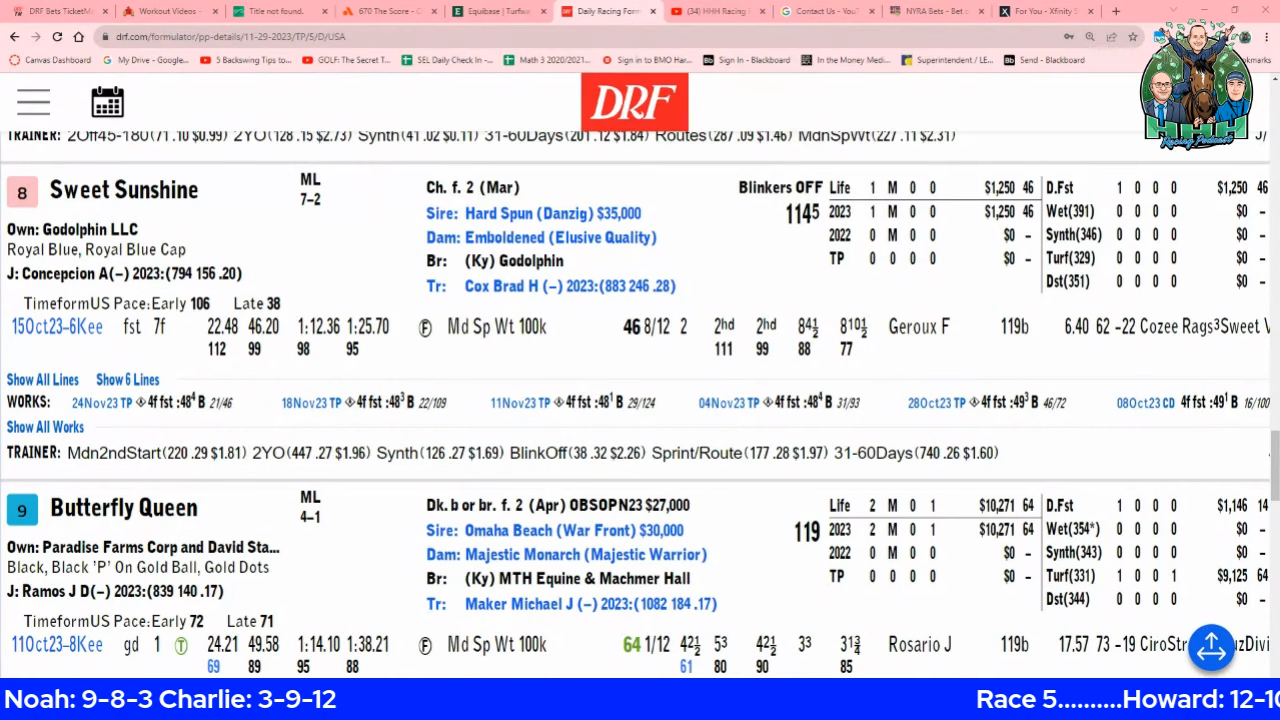 DRF Bets TicketM
Workout Videos -
Title not found.
670 The Score - C
Equibase | Turfwa
Daily Racing Form
(34) HHH Racing
Contact Us - YouT
NYRA Bets - Bet o
For You - Xfinity S
drf.com/formulator/pp-details/11-29-2023/TP/5/D/USA
Canvas Dashboard
My Drive - Google...
5 Backswing Tips to...
GOLF: The Secret T...
SEL Daily Check In -...
Math 3 2020/2021...
Sign in to BMO Har...
Sign In - Blackboard
In the Money Medi...
Superintendent / LE...
Send - Blackboard
kmarks
DRF
HHH
Racing Podcast
TRAINER: 2Off45-180(71 .10 $0.99) 2YO(128 .15 $2.73) Synth(41 .02 $0.11) 31-60Days(201 .12 $1.84) Routes(287 .09 $1.46) MdnSpWt(227 .11 $2.31) J/
8 Sweet Sunshine ML 7-2
Own: Godolphin LLC
Royal Blue, Royal Blue Cap
J: Concepcion A(−) 2023:(794 156 .20)
Ch. f. 2 (Mar) Blinkers OFF
Sire: Hard Spun (Danzig) $35,000
Dam: Emboldened (Elusive Quality)
Br: (Ky) Godolphin
Tr: Cox Brad H (−) 2023:(883 246 .28)
1145
Life 1 M 0 0 $1,250 46 D.Fst 1 0 0 0 $1,250 46
2023 1 M 0 0 $1,250 46 Wet(391) 0 0 0 0 $0 -
2022 0 M 0 0 $0 - Synth(346) 0 0 0 0 $0 -
TP 0 0 0 0 $0 - Turf(329) 0 0 0 0 $0 -
Dst(351) 0 0 0 0 $0 -
TimeformUS Pace: Early 106 Late 38
15Oct23-6Kee fst 7f 22.48 46.20 1:12.36 1:25.70 Ⓕ Md Sp Wt 100k 46 8/12 2 2hd 2hd 84½ 810½ Geroux F 119b 6.40 62 -22 Cozee Rags³Sweet V
112 99 98 95 111 99 88 77
Show All Lines Show 6 Lines
WORKS: 24Nov23 TP 4f fst :48⁴ B 21/46 18Nov23 TP 4f fst :48³ B 22/109 11Nov23 TP 4f fst :48¹ B 29/124 04Nov23 TP 4f fst :48⁴ B 31/93 28Oct23 TP 4f fst :49³ B 46/72 08Oct23 CD 4f fst :49¹ B 16/100
Show All Works
TRAINER: Mdn2ndStart(220 .29 $1.81) 2YO(447 .27 $1.96) Synth(126 .27 $1.69) BlinkOff(38 .32 $2.26) Sprint/Route(177 .28 $1.97) 31-60Days(740 .26 $1.60)
9 Butterfly Queen ML 4-1
Own: Paradise Farms Corp and David Sta...
Black, Black 'P' On Gold Ball, Gold Dots
J: Ramos J D(−) 2023:(839 140 .17)
Dk. b or br. f. 2 (Apr) OBSOPN23 $27,000
Sire: Omaha Beach (War Front) $30,000
Dam: Majestic Monarch (Majestic Warrior)
Br: (Ky) MTH Equine & Machmer Hall
Tr: Maker Michael J (−) 2023:(1082 184 .17)
119
Life 2 M 0 1 $10,271 64 D.Fst 1 0 0 0 $1,146 14
2023 2 M 0 1 $10,271 64 Wet(354*) 0 0 0 0 $0 -
2022 0 M 0 0 $0 - Synth(343) 0 0 0 0 $0 -
TP 0 0 0 0 $0 - Turf(331) 1 0 0 1 $9,125 64
Dst(344) 0 0 0 0 $0 -
TimeformUS Pace: Early 72 Late 71
11Oct23-8Kee gd 1 Ⓣ 24.21 49.58 1:14.10 1:38.21 Ⓕ Md Sp Wt 100k 64 1/12 42½ 53 42½ 33 31¾ Rosario J 119b 17.57 73 -19 CiroStr uzDivi
69 89 95 88 61 80 90 85
Noah: 9-8-3 Charlie: 3-9-12 Race 5..........Howard: 12-10